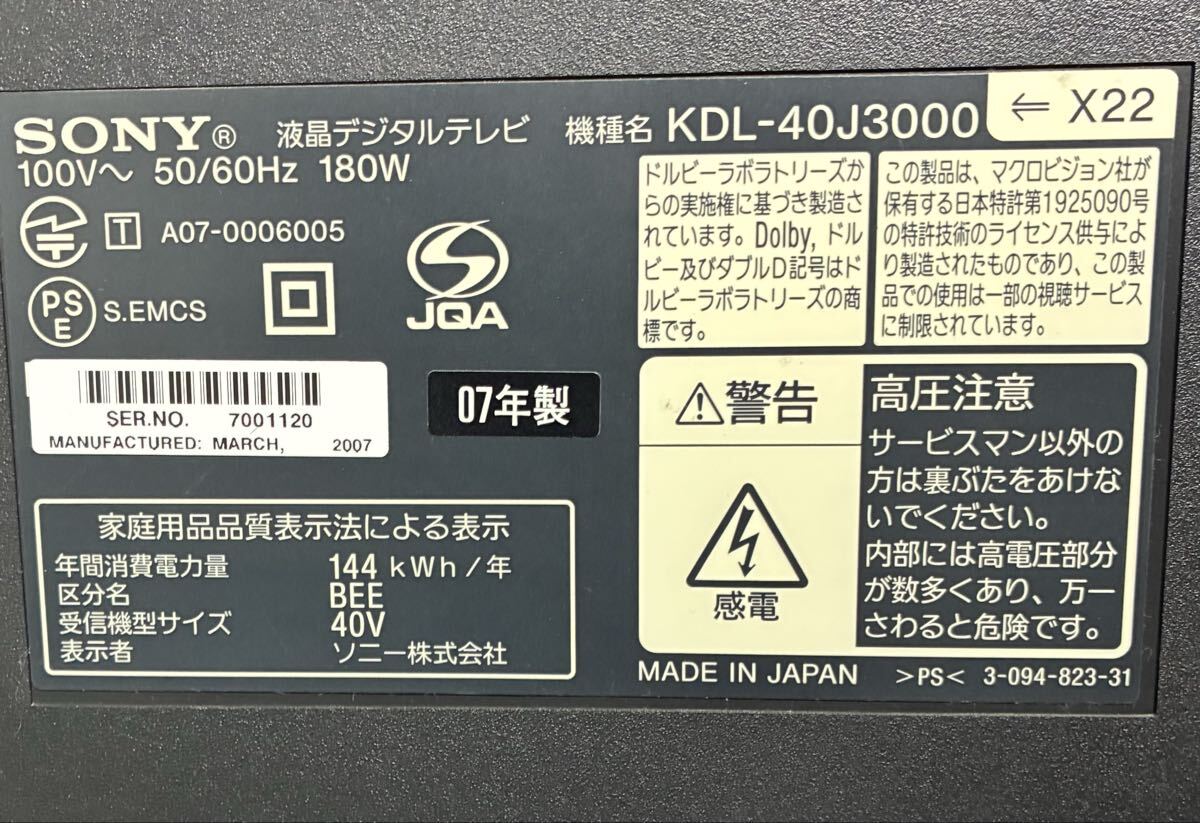 SONY® 液晶デジタルテレビ 機種名 KDL-40J3000
⇐ X22
100V〜 50/60Hz 180W
T A07-0006005
PS
E
S.EMCS
JQA
ドルビーラボラトリーズか
らの実施権に基づき製造さ
れています。Dolby, ドル
ビー及びダブルD記号はド
ルビーラボラトリーズの商
標です。
この製品は、マクロビジョン社が
保有する日本特許第1925090号
の特許技術のライセンス供与によ
り製造されたものであり、この製
品での使用は一部の視聴サービス
に制限されています。
SER.NO. 7001120
MANUFACTURED: MARCH, 2007
07年製
家庭用品品質表示法による表示
年間消費電力量 144 kWh/年
区分名 BEE
受信機型サイズ 40V
表示者 ソニー株式会社
警告
感電
高圧注意
サービスマン以外の
方は裏ぶたをあけな
いでください。
内部には高電圧部分
が数多くあり、万一
さわると危険です。
MADE IN JAPAN >PS< 3-094-823-31